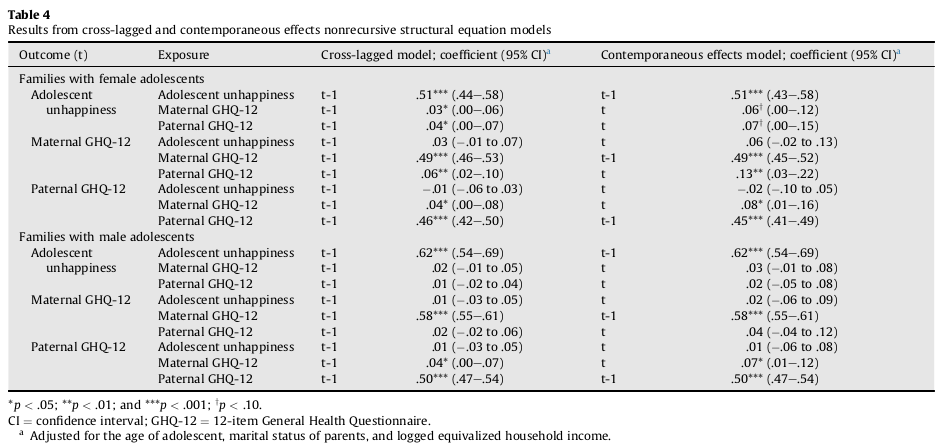 Table 4
Results from cross-lagged and contemporaneous effects nonrecursive structural equation models
Outcome (t) Exposure Cross-lagged model; coefficient (95% CI)ᵃ Contemporaneous effects model; coefficient (95% CI)ᵃ
Families with female adolescents
Adolescent Adolescent unhappiness t-1 .51*** (.44–.58) t-1 .51*** (.43–.58)
unhappiness Maternal GHQ-12 t-1 .03* (.00–.06) t .06† (.00–.12)
Paternal GHQ-12 t-1 .04* (.00–.07) t .07† (.00–.15)
Maternal GHQ-12 Adolescent unhappiness t-1 .03 (−.01 to .07) t .06 (−.02 to .13)
Maternal GHQ-12 t-1 .49*** (.46–.53) t-1 .49*** (.45–.52)
Paternal GHQ-12 t-1 .06** (.02–.10) t .13** (.03–.22)
Paternal GHQ-12 Adolescent unhappiness t-1 −.01 (−.06 to .03) t −.02 (−.10 to .05)
Maternal GHQ-12 t-1 .04* (.00–.08) t .08* (.01–.16)
Paternal GHQ-12 t-1 .46*** (.42–.50) t-1 .45*** (.41–.49)
Families with male adolescents
Adolescent Adolescent unhappiness t-1 .62*** (.54–.69) t-1 .62*** (.54–.69)
unhappiness Maternal GHQ-12 t-1 .02 (−.01 to .05) t .03 (−.01 to .08)
Paternal GHQ-12 t-1 .01 (−.02 to .04) t .02 (−.05 to .08)
Maternal GHQ-12 Adolescent unhappiness t-1 .01 (−.03 to .05) t .02 (−.06 to .09)
Maternal GHQ-12 t-1 .58*** (.55–.61) t-1 .58*** (.55–.61)
Paternal GHQ-12 t-1 .02 (−.02 to .06) t .04 (−.04 to .12)
Paternal GHQ-12 Adolescent unhappiness t-1 .01 (−.03 to .05) t .01 (−.06 to .08)
Maternal GHQ-12 t-1 .04* (.00–.07) t .07* (.01–.12)
Paternal GHQ-12 t-1 .50*** (.47–.54) t-1 .50*** (.47–.54)
*p < .05; **p < .01; and ***p < .001; †p < .10.
CI = confidence interval; GHQ-12 = 12-item General Health Questionnaire.
ᵃ Adjusted for the age of adolescent, marital status of parents, and logged equivalized household income.